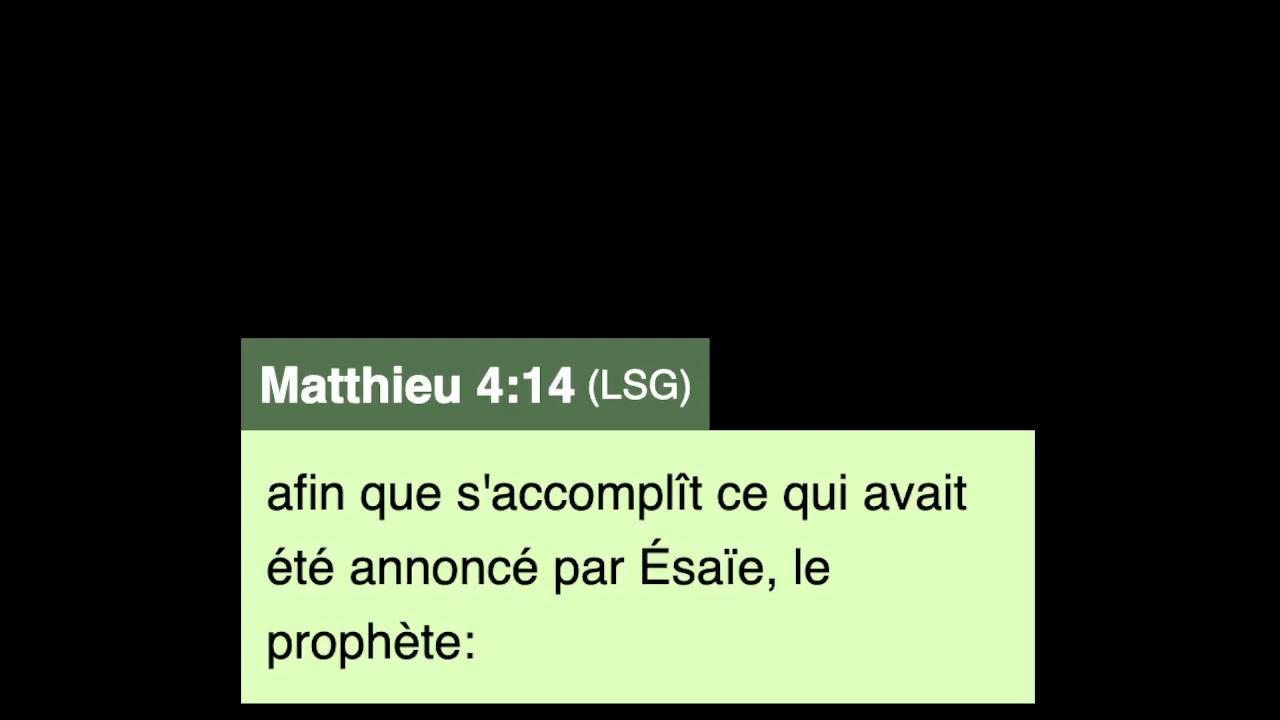 Matthieu 4:14 (LSG)
afin que s'accomplît ce qui avait
été annoncé par Ésaïe, le
prophète: